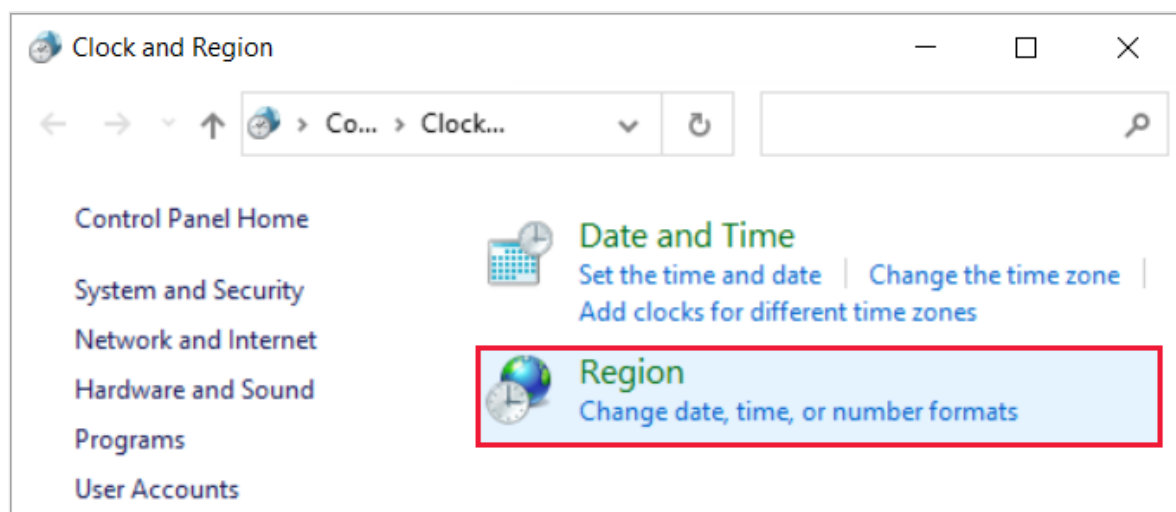 Clock and Region
Co... Clock...
Control Panel Home
System and Security
Network and Internet
Hardware and Sound
Programs
User Accounts
Date and Time
Set the time and date Change the time zone
Add clocks for different time zones
Region
Change date, time, or number formats